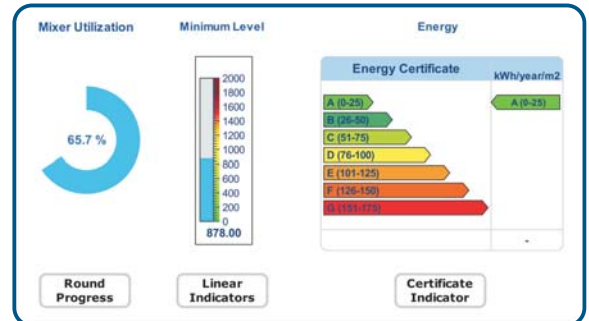 Mixer Utilization
65.7 %
Round
Progress
Minimum Level
2000
1800
1600
1400
1200
1000
800
600
400
200
0
878.00
Linear
Indicators
Energy
Energy Certificate
kWh/year/m2
A (0-25)
A (0-25)
B (26-50)
C (51-75)
D (76-100)
E (101-125)
F (126-150)
G (151-175)
-
Certificate
Indicator